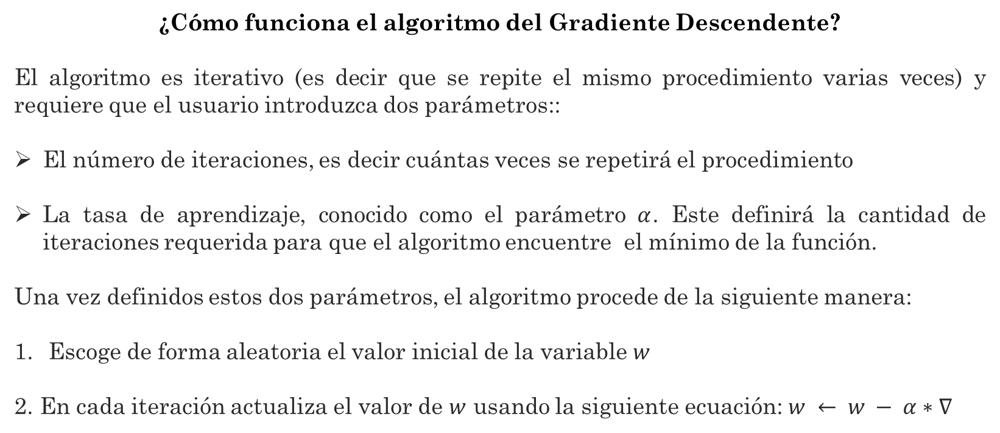 ¿Cómo funciona el algoritmo del Gradiente Descendente?
El algoritmo es iterativo (es decir que se repite el mismo procedimiento varias veces) y
requiere que el usuario introduzca dos parámetros::
➢ El número de iteraciones, es decir cuántas veces se repetirá el procedimiento
➢ La tasa de aprendizaje, conocido como el parámetro α. Este definirá la cantidad de
iteraciones requerida para que el algoritmo encuentre el mínimo de la función.
Una vez definidos estos dos parámetros, el algoritmo procede de la siguiente manera:
1. Escoge de forma aleatoria el valor inicial de la variable w
2. En cada iteración actualiza el valor de w usando la siguiente ecuación: w ← w − α ∗ ∇